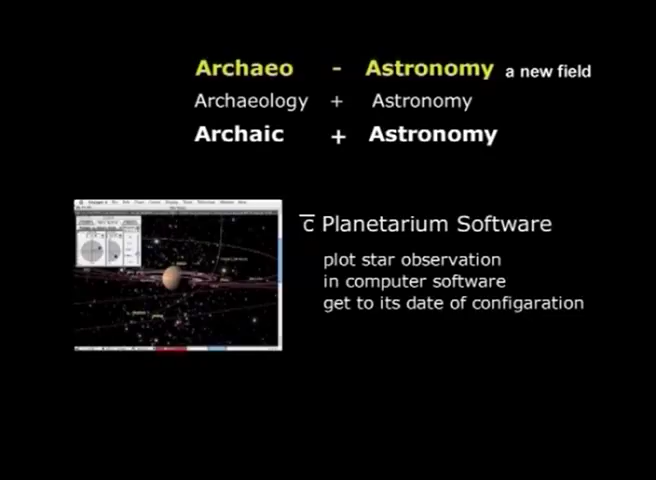 Archaeo - Astronomy a new field
Archaeology + Astronomy
Archaic + Astronomy
c̅ Planetarium Software
plot star observation
in computer software
get to its date of configaration